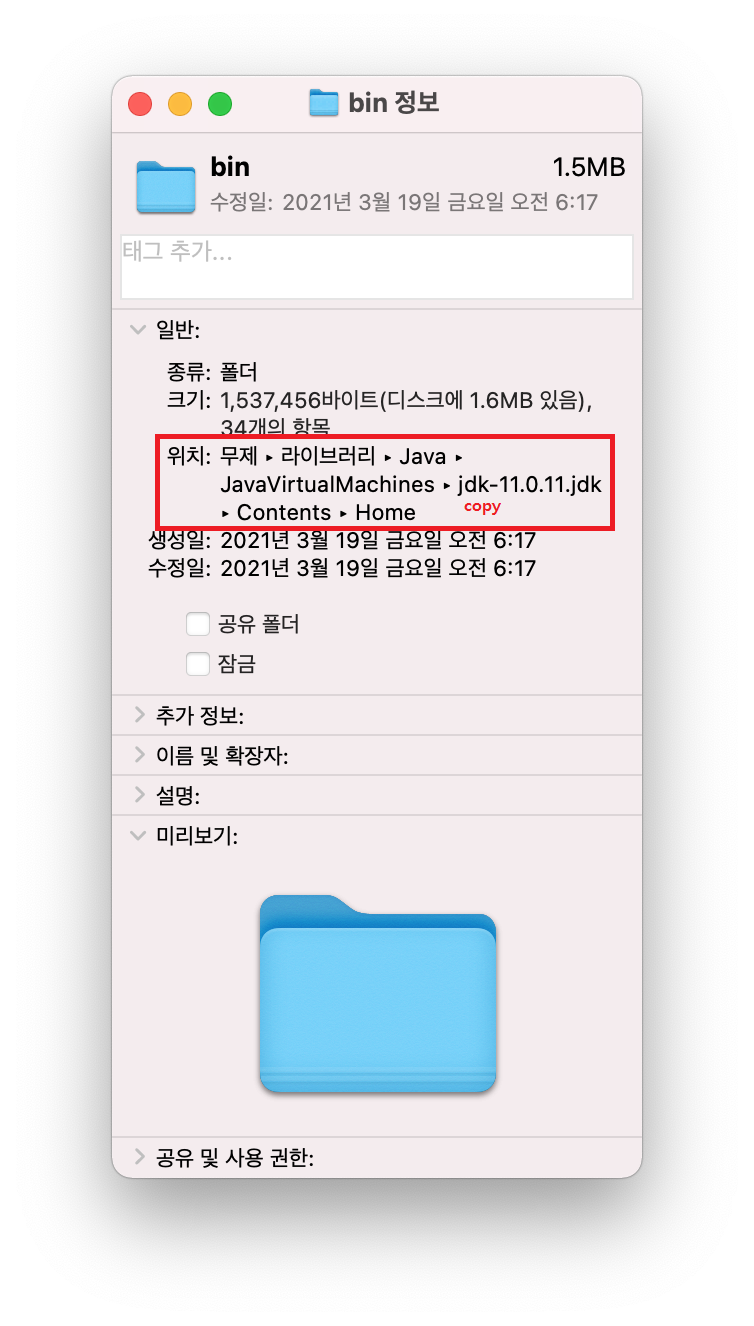 bin 정보
bin 1.5MB
수정일: 2021년 3월 19일 금요일 오전 6:17
태그 추가...
일반:
종류: 폴더
크기: 1,537,456바이트(디스크에 1.6MB 있음),
34개의 항목
위치: 무제 ▸ 라이브러리 ▸ Java ▸
JavaVirtualMachines ▸ jdk-11.0.11.jdk
▸ Contents ▸ Home
copy
생성일: 2021년 3월 19일 금요일 오전 6:17
수정일: 2021년 3월 19일 금요일 오전 6:17
공유 폴더
잠금
추가 정보:
이름 및 확장자:
설명:
미리보기:
공유 및 사용 권한: